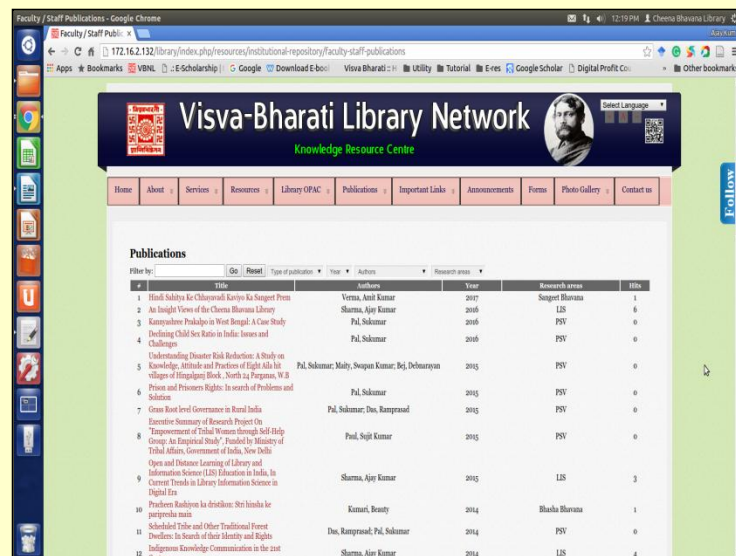 Faculty / Staff Publications - Google Chrome
12:19 PM Cheena Bhavana Library
Faculty / Staff Public ×
Ajay Kumar
172.16.2.132/library/index.php/resources/institutional-repository/faculty-staff-publications
Apps Bookmarks VBNL E-Scholarship | Google Download E-bool Visva Bharati :: H Utility Tutorial E-res Google Scholar Digital Profit Cou » Other bookmarks
Visva-Bharati Library Network
Knowledge Resource Centre
Select Language ▼
A A A
Follow
Home About Services Resources Library OPAC Publications Important Links Announcements Forms Photo Gallery Contact us
Publications
Filter by: Go Reset Type of publication ▼ Year ▼ Authors ▼ Research areas ▼
# Title Authors Year Research areas Hits
1 Hindi Sahitya Ke Chhayavadi Kaviyo Ka Sangeet Prem Verma, Amit Kumar 2017 Sangeet Bhavana 1
2 An Insight Views of the Cheena Bhavana Library Sharma, Ajay Kumar 2016 LIS 6
3 Kannyashree Prakalpo in West Bengal: A Case Study Pal, Sukumar 2016 PSV 0
4 Declining Child Sex Ratio in India: Issues and Challenges Pal, Sukumar 2016 PSV 0
5 Understanding Disaster Risk Reduction: A Study on Knowledge, Attitude and Practices of Eight Aila hit villages of Hingalganj Block , North 24 Parganas, W.B Pal, Sukumar; Maity, Swapan Kumar; Bej, Debnarayan 2015 PSV 0
6 Prison and Prisoners Rights: In search of Problems and Solution Pal, Sukumar 2015 PSV 0
7 Grass Root level Governance in Rural India Pal, Sukumar; Das, Ramprasad 2015 PSV 0
8 Executive Summary of Research Project On "Empowerment of Tribal Women through Self-Help Group: An Empirical Study", Funded by Ministry of Tribal Affairs, Government of India, New Delhi Paul, Sujit Kumar 2015 PSV 0
9 Open and Distance Learning of Library and Information Science (LIS) Education in India, In Current Trends in Library Information Science in Digital Era Sharma, Ajay Kumar 2015 LIS 3
10 Pracheen Rashiyon ka dristikon: Stri hinsha ke paripresha main Kumari, Beauty 2014 Bhasha Bhavana 1
11 Scheduled Tribe and Other Traditional Forest Dwellers: In Search of their Identity and Rights Das, Ramprasad; Pal, Sukumar 2014 PSV 0
12 Indigenous Knowledge Communication in the 21st Sharma, Ajay Kumar 2014 LIS 4